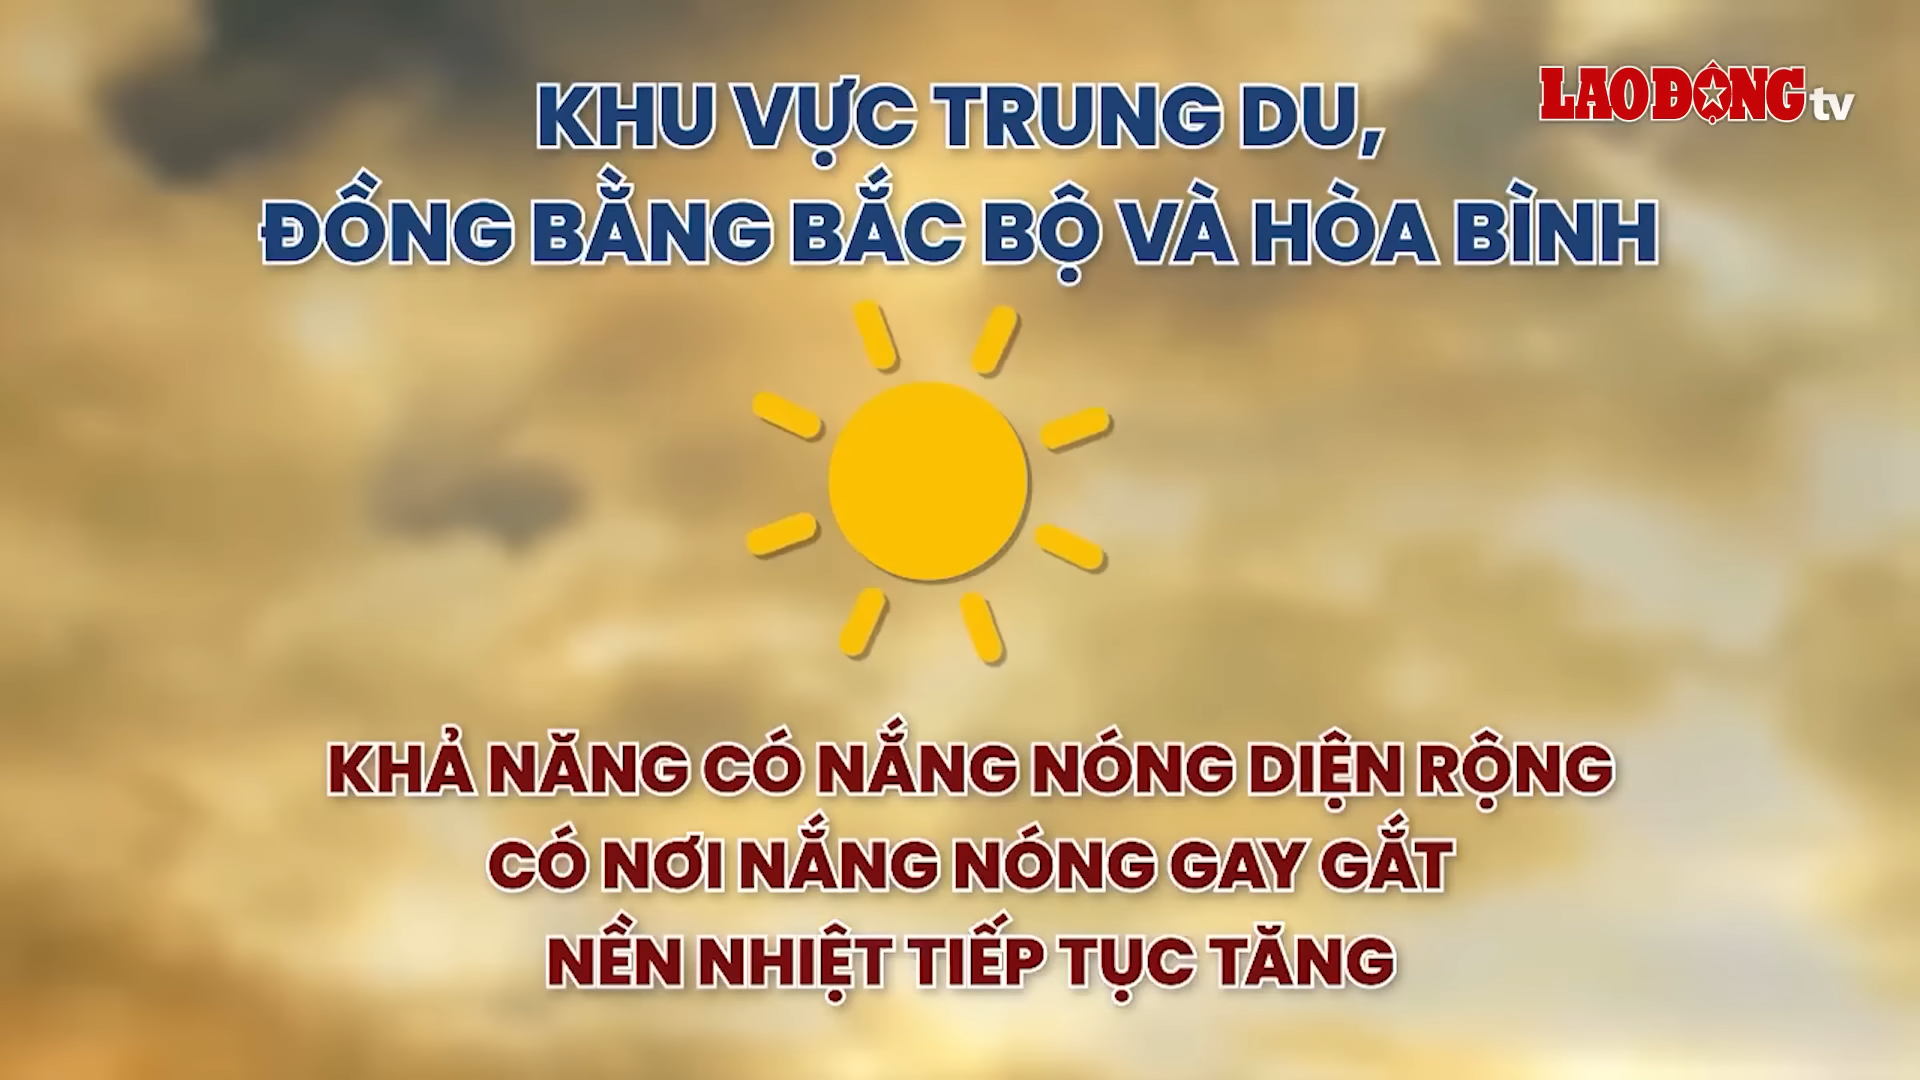 LAO ĐỘNG tv
KHU VỰC TRUNG DU,
ĐỒNG BẰNG BẮC BỘ VÀ HÒA BÌNH
KHẢ NĂNG CÓ NẮNG NÓNG DIỆN RỘNG
CÓ NƠI NẮNG NÓNG GAY GẮT
NỀN NHIỆT TIẾP TỤC TĂNG